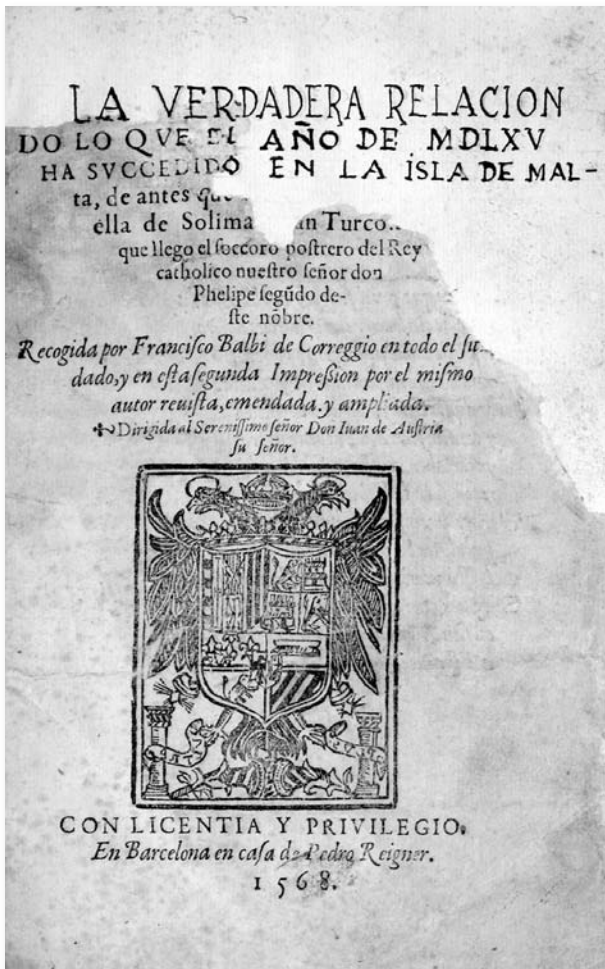 LA VERDADERA RELACION
DO LO QVE EL AÑO DE MDLXV
HA SVCCEDIDO EN LA ISLA DE MAL-
ta, de antes que
ella de Solima an Turco..
que llego el soccoro postrero del Rey
catholico nuestro señor don
Phelipe segũdo de-
ste nõbre.
Recogida por Francisco Balbi de Correggio en todo el su..
dado, y en esta segunda Impression por el mismo
autor reuista, emendada. y ampliada.
Dirigida al Serenissimo señor Don Iuan de Austria
su señor.
CON LICENTIA Y PRIVILEGIO.
En Barcelona en casa de Pedro Reigner.
1568.